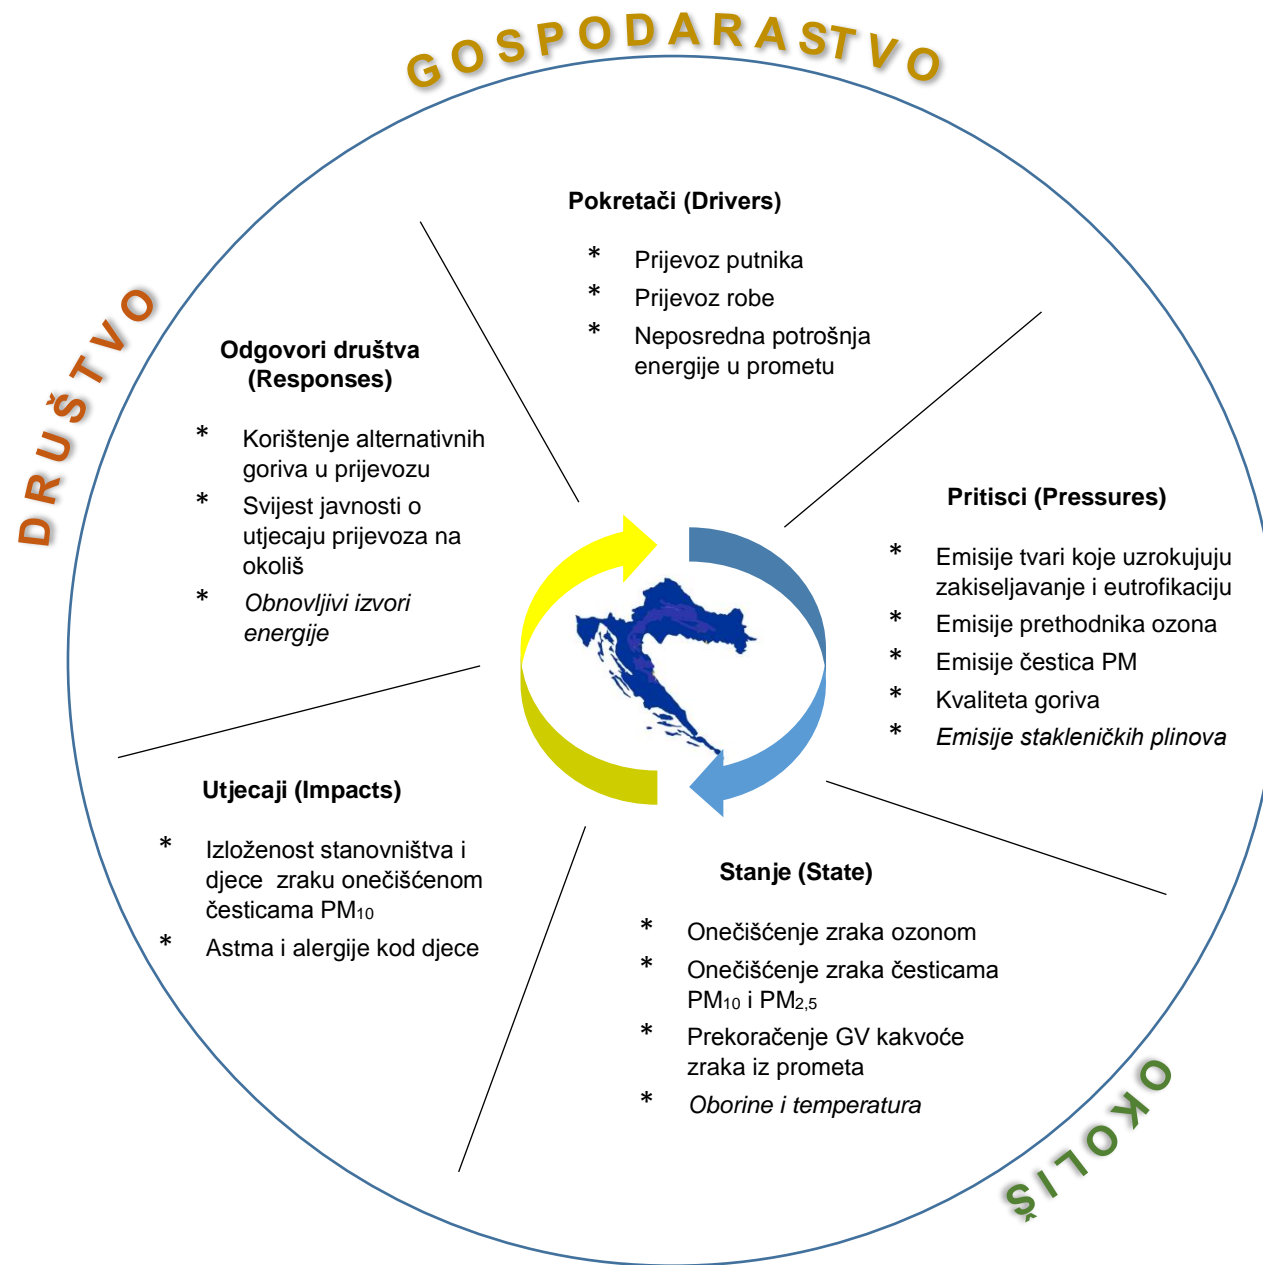 GOSPODARASTVO
Pokretači (Drivers)
* Prijevoz putnika
* Prijevoz robe
* Neposredna potrošnja
energije u prometu
DRUŠTVO
Odgovori društva
(Responses)
* Korištenje alternativnih
goriva u prijevozu
* Svijest javnosti o
utjecaju prijevoza na
okoliš
* Obnovljivi izvori
energije
Pritisci (Pressures)
* Emisije tvari koje uzrokujuju
zakiseljavanje i eutrofikaciju
* Emisije prethodnika ozona
* Emisije čestica PM
* Kvaliteta goriva
* Emisije stakleničkih plinova
Utjecaji (Impacts)
* Izloženost stanovništva i
djece zraku onečišćenom
česticama PM10
* Astma i alergije kod djece
Stanje (State)
* Onečišćenje zraka ozonom
* Onečišćenje zraka česticama
PM10 i PM2,5
* Prekoračenje GV kakvoće
zraka iz prometa
* Oborine i temperatura
OKOLIŠ